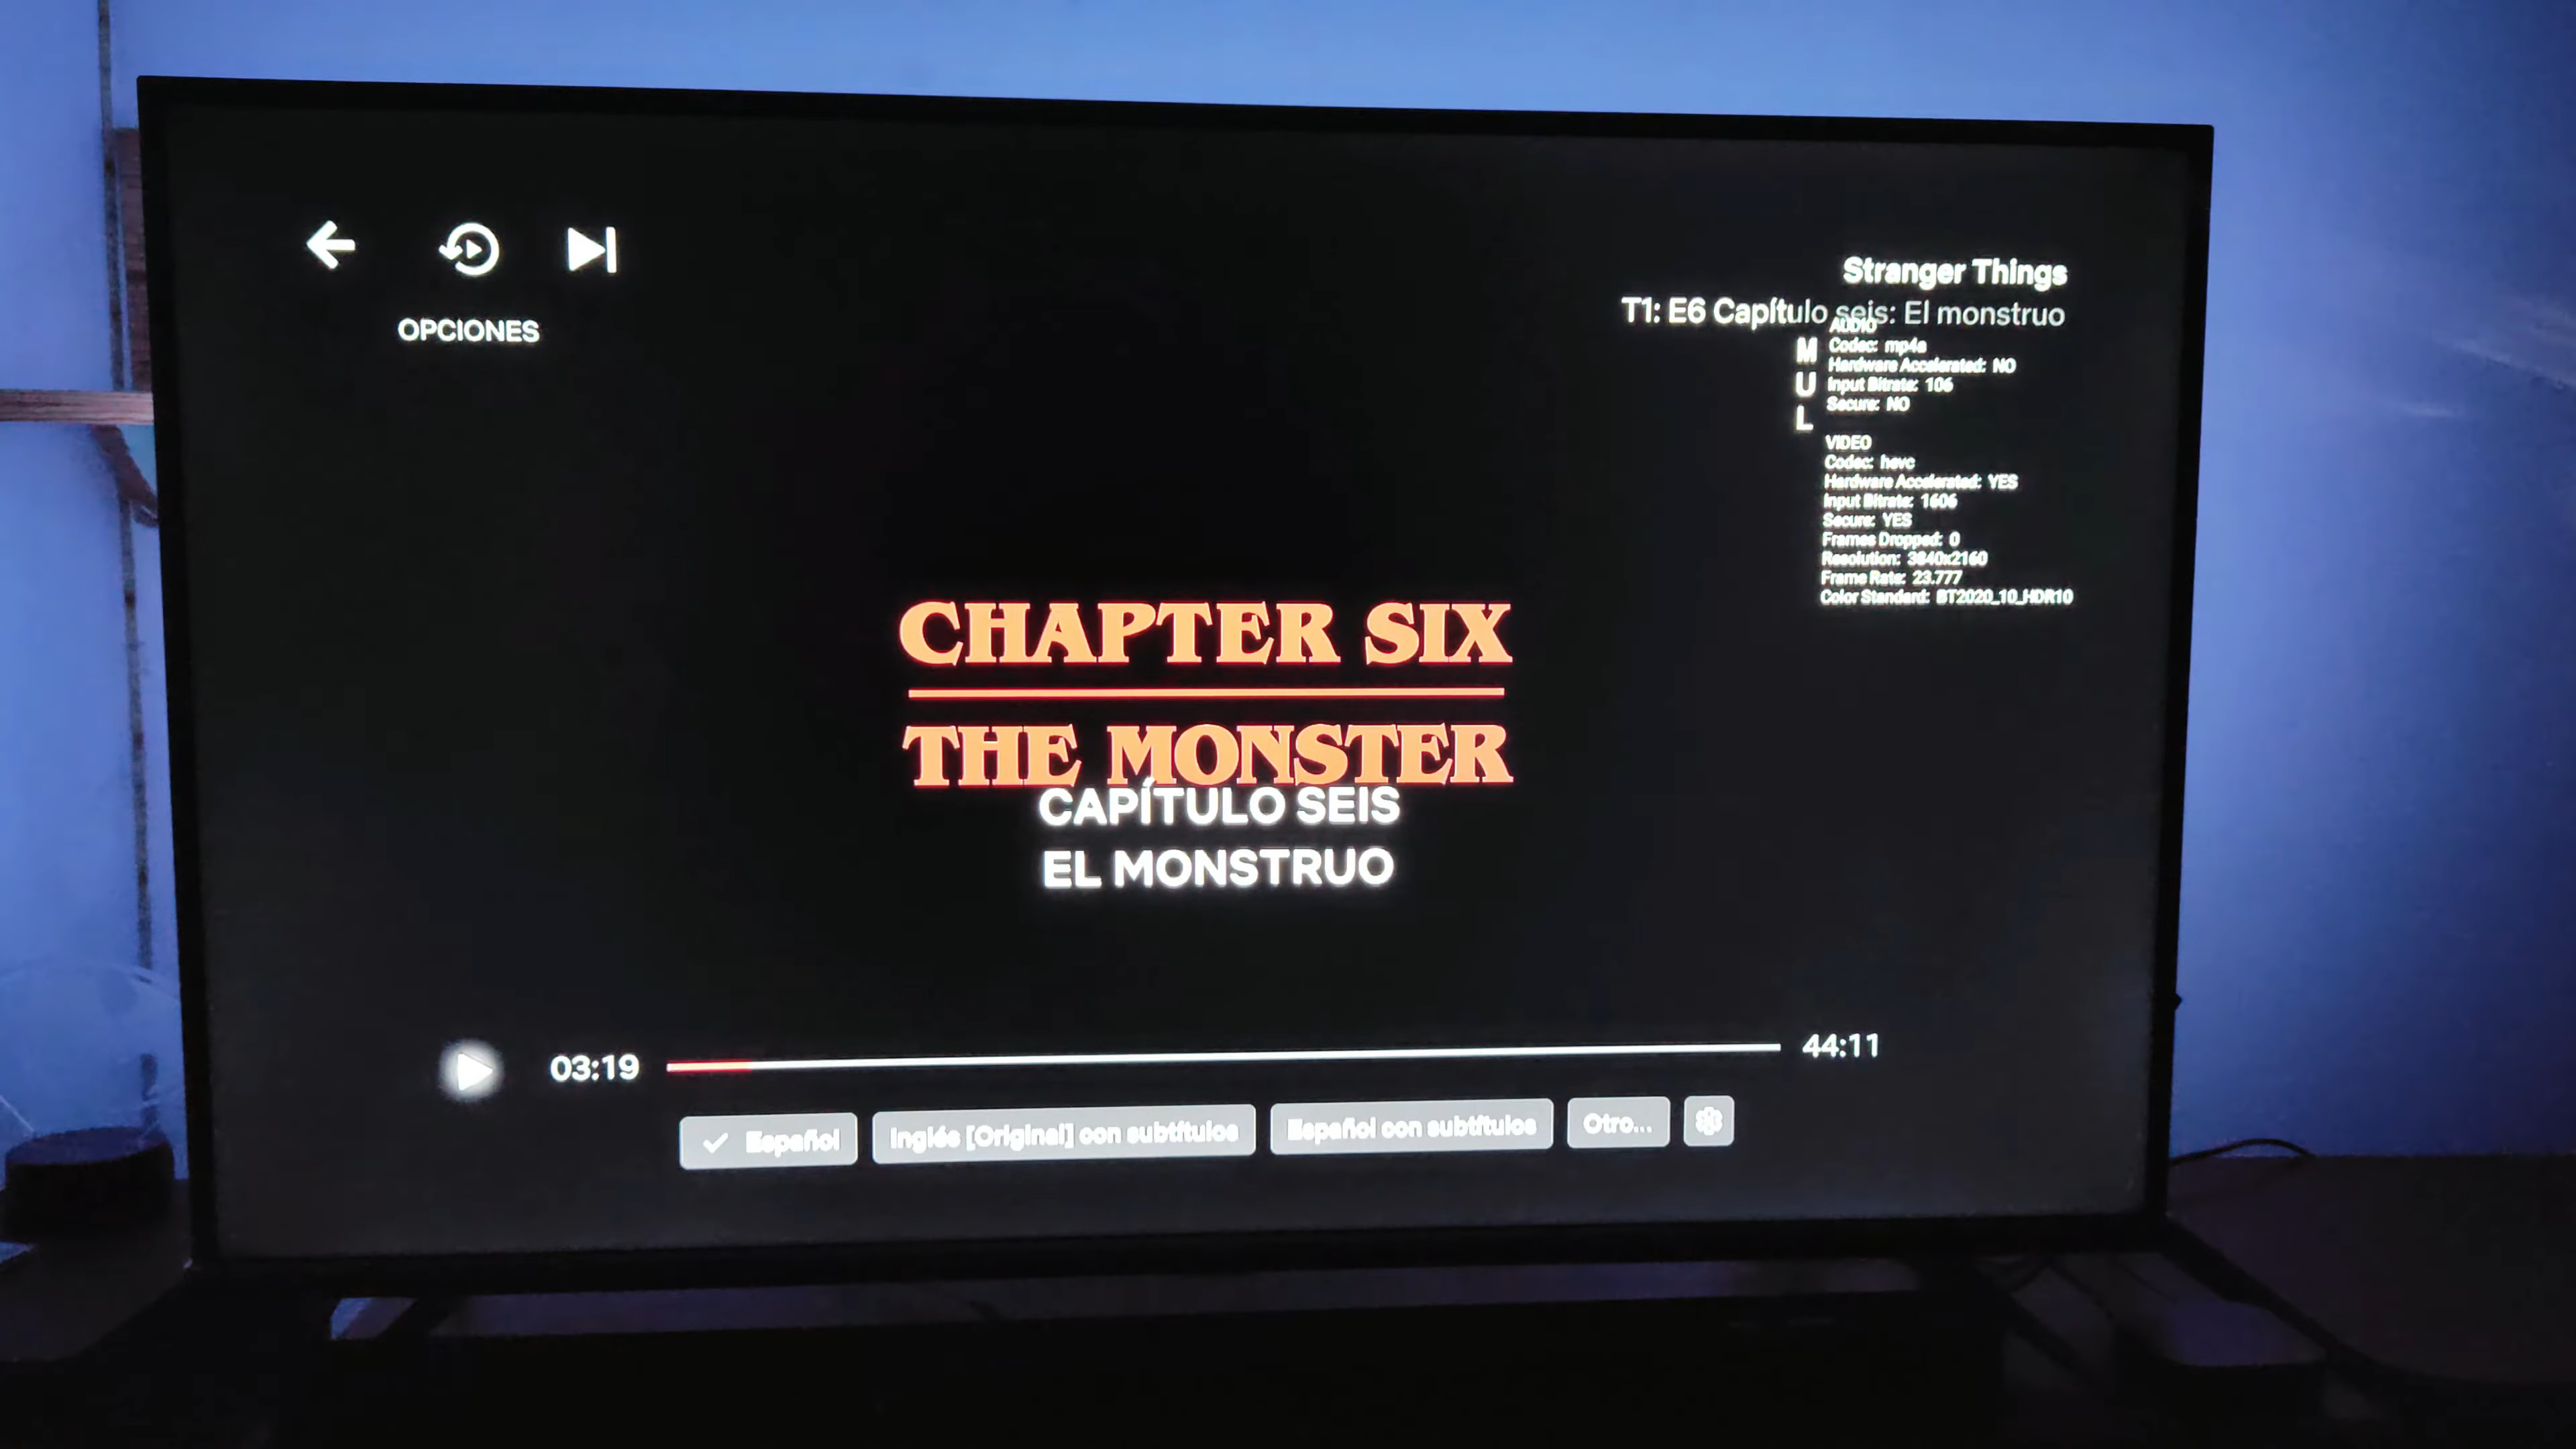 OPCIONES
Stranger Things
T1: E6 Capítulo seis: El monstruo
AUDIO
Codec: mp4a
Hardware Accelerated: NO
Input Bitrate: 106
Secure: NO
M
U
L
VIDEO
Codec: hevc
Hardware Accelerated: YES
Input Bitrate: 1606
Secure: YES
Frames Dropped: 0
Resolution: 3840x2160
Frame Rate: 23.777
Color Standard: BT2020_10_HDR10
CHAPTER SIX
THE MONSTER
CAPÍTULO SEIS
EL MONSTRUO
03:19
44:11
Español
Inglés [Original] con subtítulos
Español con subtítulos
Otro...